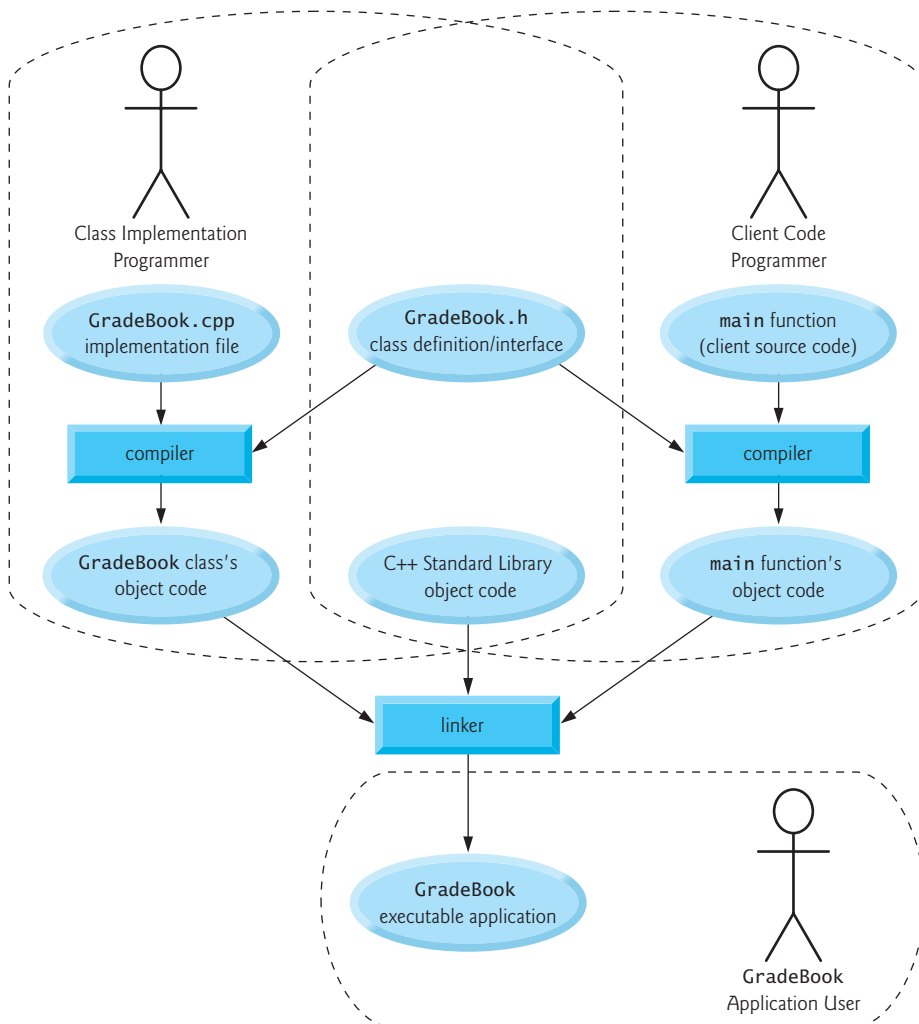 Class Implementation
Programmer
Client Code
Programmer
GradeBook.cpp
implementation file
GradeBook.h
class definition/interface
main function
(client source code)
compiler
compiler
GradeBook class's
object code
C++ Standard Library
object code
main function's
object code
linker
GradeBook
executable application
GradeBook
Application User